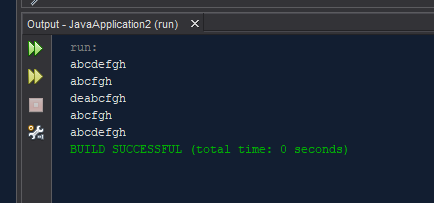 Output - JavaApplication2 (run) X
run:
abcdefgh
abcfgh
deabcfgh
abcfgh
abcdefgh
BUILD SUCCESSFUL (total time: 0 seconds)